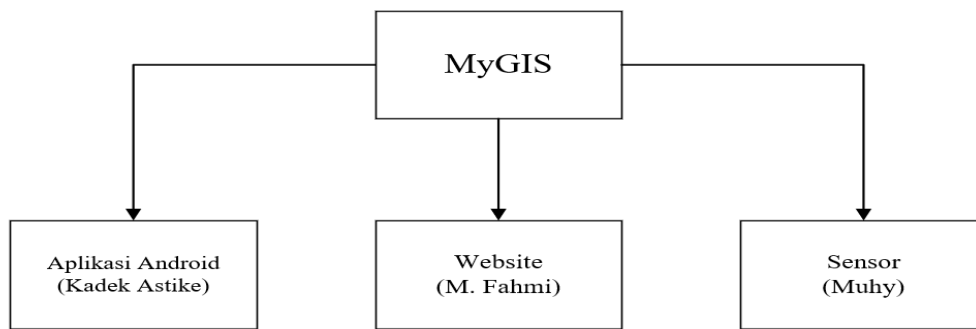 MyGIS
Aplikasi Android
(Kadek Astike)
Website
(M. Fahmi)
Sensor
(Muhy)